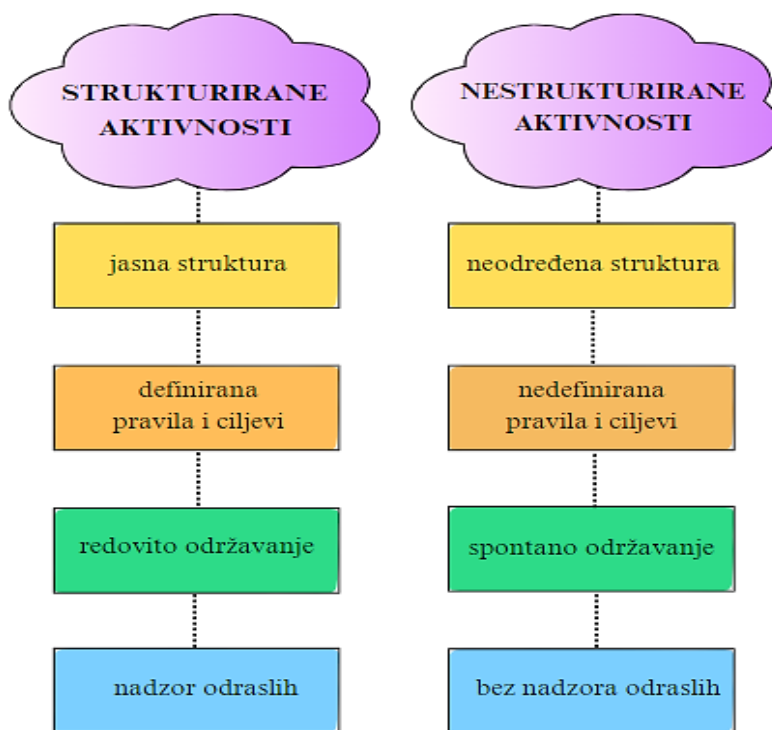 STRUKTURIRANE
AKTIVNOSTI
jasna struktura
definirana
pravila i ciljevi
redovito održavanje
nadzor odraslih
NESTRUKTURIRANE
AKTIVNOSTI
neodređena struktura
nedefinirana
pravila i ciljevi
spontano održavanje
bez nadzora odraslih